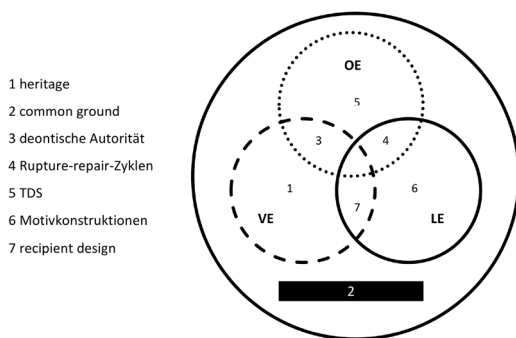 1 heritage
2 common ground
3 deontische Autorität
4 Rupture-repair-Zyklen
5 TDS
6 Motivkonstruktionen
7 recipient design
OE
5
3
4
1
6
7
VE
LE
2